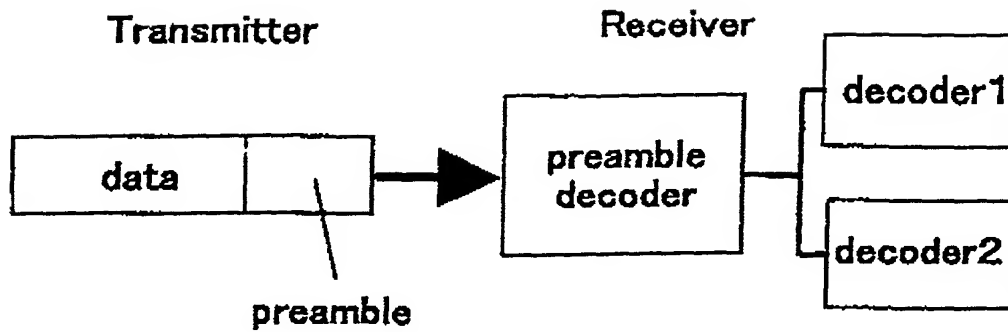 Transmitter
Receiver
data
preamble
preamble
decoder
decoder1
decoder2